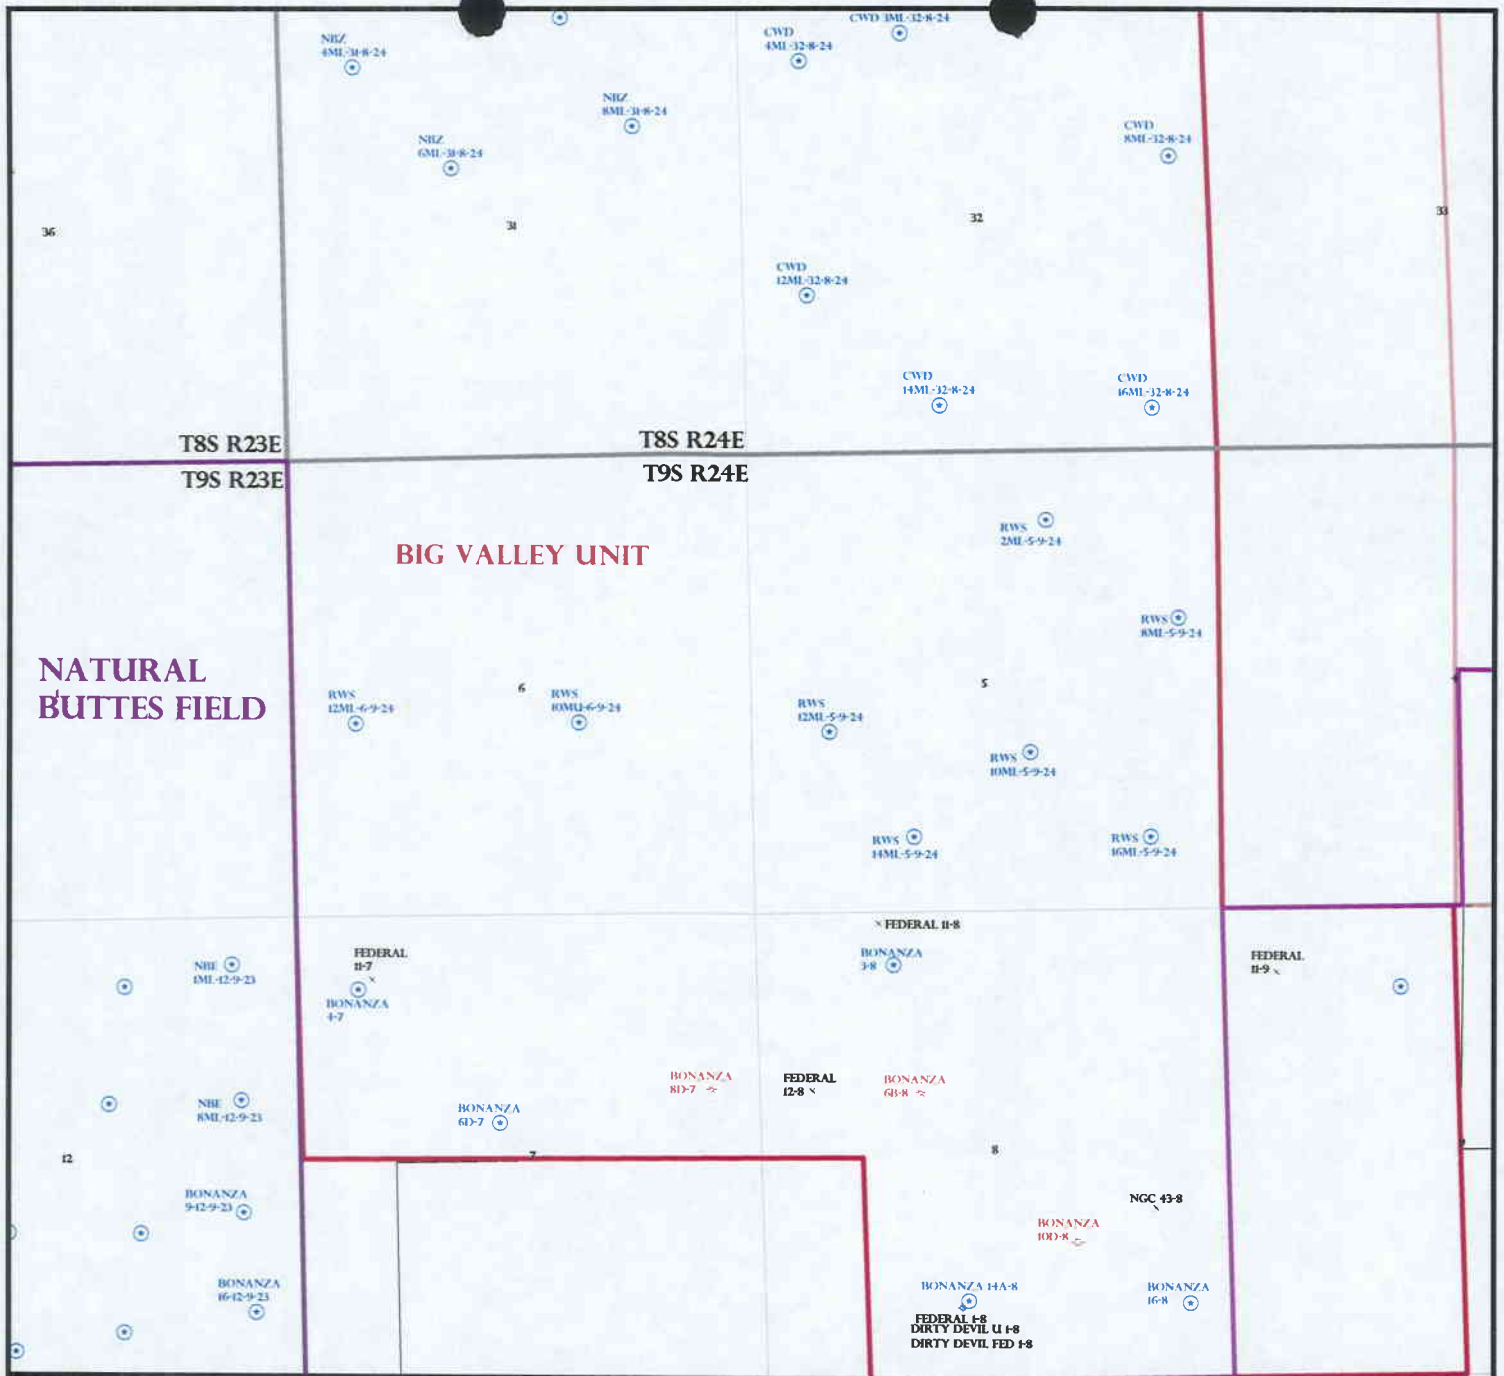 CWD 3ML-32-8-24
NBZ
4ML-31-8-24
CWD
4ML-32-8-24
NBZ
8ML-31-8-24
NBZ
6ML-31-8-24
CWD
8ML-32-8-24
36
31
32
33
CWD
12ML-32-8-24
CWD
14ML-32-8-24
CWD
16ML-32-8-24
T8S R23E
T8S R24E
T9S R23E
T9S R24E
RWS
2ML-5-9-24
BIG VALLEY UNIT
RWS
8ML-5-9-24
NATURAL
BUTTES FIELD
6
5
RWS
12ML-6-9-24
RWS
10MU-6-9-24
RWS
12ML-5-9-24
RWS
10ML-5-9-24
RWS
14ML-5-9-24
RWS
16ML-5-9-24
FEDERAL 11-8
FEDERAL
11-7
BONANZA
3-8
FEDERAL
11-9
NBE
1ML-12-9-23
BONANZA
4-7
BONANZA
8D-7
FEDERAL
12-8
BONANZA
6B-8
NBE
8ML-12-9-23
BONANZA
6D-7
12
7
8
BONANZA
9-12-9-23
NGC 43-8
BONANZA
10D-8
BONANZA
16-12-9-23
BONANZA 14A-8
BONANZA
16-8
FEDERAL 1-8
DIRTY DEVIL U 1-8
DIRTY DEVIL FED 1-8